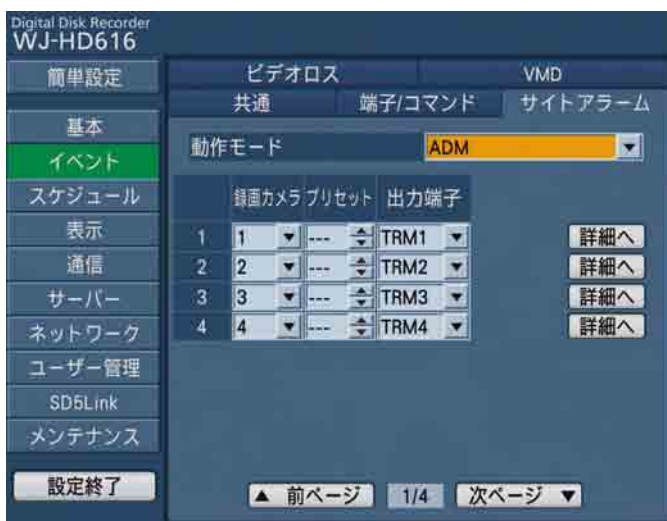 Digital Disk Recorder
WJ-HD616
簡単設定
基本
イベント
スケジュール
表示
通信
サーバー
ネットワーク
ユーザー管理
SD5Link
メンテナンス
設定終了
ビデオロス VMD
共通 端子/コマンド サイトアラーム
動作モード ADM
録画カメラ プリセット 出力端子
1 1 --- TRM1 詳細へ
2 2 --- TRM2 詳細へ
3 3 --- TRM3 詳細へ
4 4 --- TRM4 詳細へ
▲ 前ページ 1/4 次ページ ▼